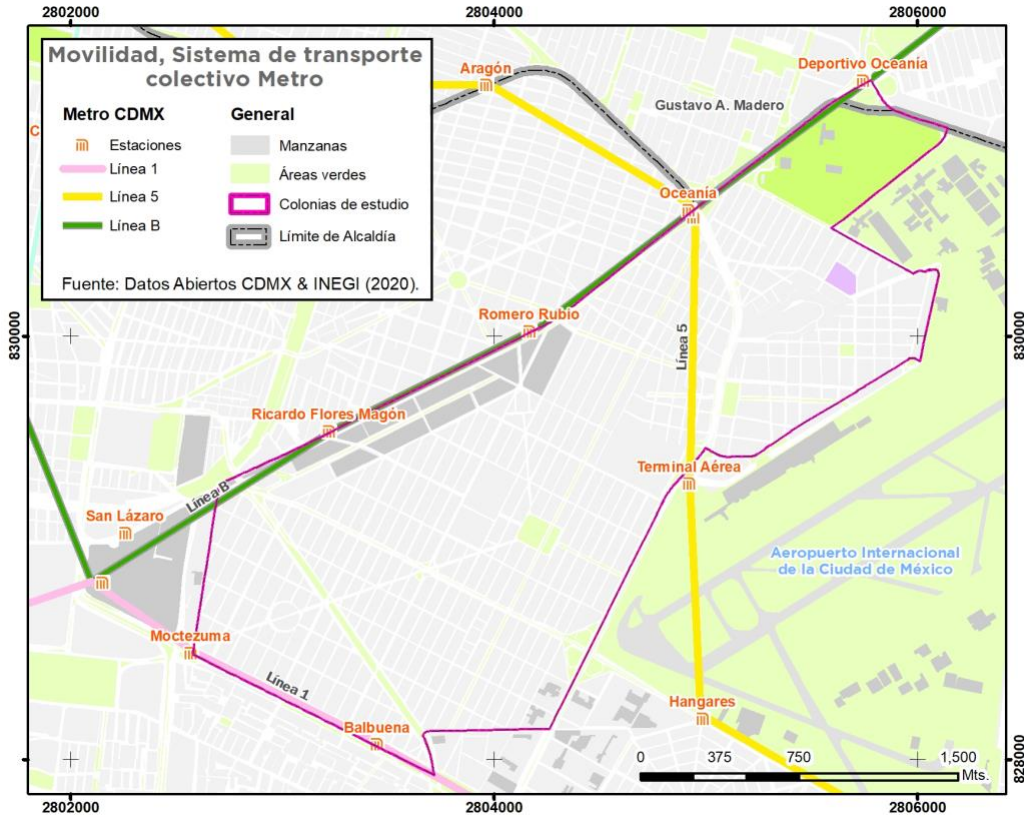 2802000
2804000
2806000
Movilidad, Sistema de transporte
colectivo Metro
Metro CDMX
Estaciones
Línea 1
Línea 5
Línea B
General
Manzanas
Áreas verdes
Colonias de estudio
Límite de Alcaldía
Fuente: Datos Abiertos CDMX & INEGI (2020).
C
Aragón
Deportivo Oceanía
Gustavo A. Madero
Oceanía
Romero Rubio
830000
830000
Línea 5
Ricardo Flores Magón
Terminal Aérea
Línea B
San Lázaro
Aeropuerto Internacional
de la Ciudad de México
Moctezuma
Línea 1
Balbuena
Hangares
0 375 750 1,500
Mts.
828000
828000
2802000
2804000
2806000